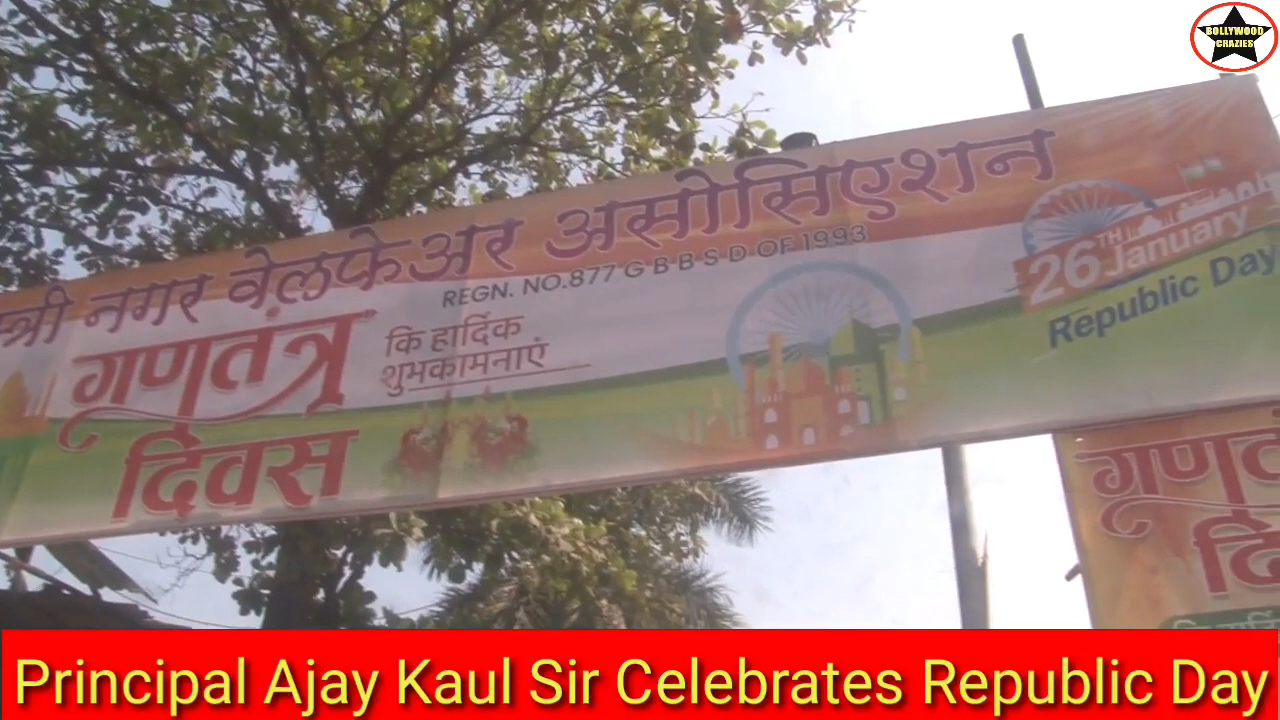 BOLLYWOOD
CRAZIES
नगर वेलफेअर असोसिएशन
REGN. NO.877 G B B S D OF 1993
गणतंत्र
दिवस
कि हार्दिक
शुभकामनाएं
26TH January
Republic Day
दि
Principal Ajay Kaul Sir Celebrates Republic Day